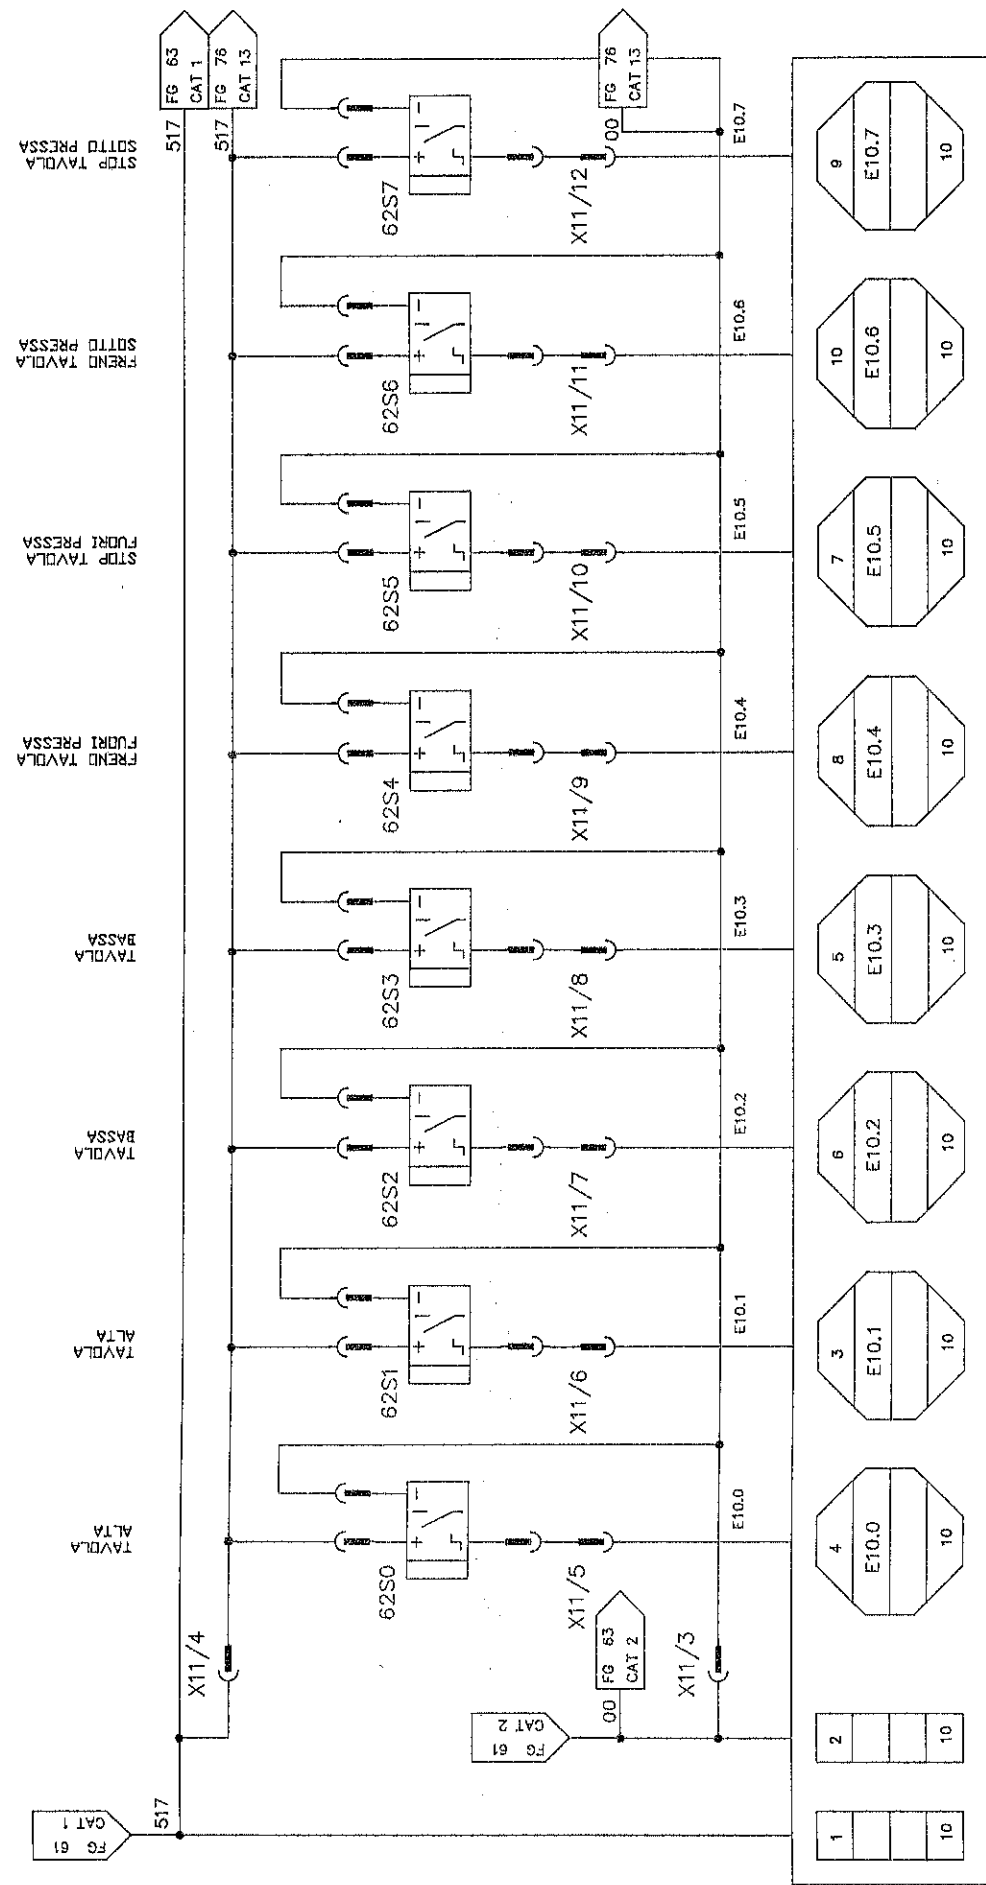 FG 61
CAT 1
517
FG 63
CAT 1
517
FG 76
CAT 13
517
X11/4
FG 61
CAT 2
00
FG 63
CAT 2
X11/3
00
FG 76
CAT 13
TAVOLA
ALTA
62S0
+
−
X11/5
E10.0
TAVOLA
ALTA
62S1
+
−
X11/6
E10.1
TAVOLA
BASSA
62S2
+
−
X11/7
E10.2
TAVOLA
BASSA
62S3
+
−
X11/8
E10.3
FRENO TAVOLA
FUORI PRESSA
62S4
+
−
X11/9
E10.4
STOP TAVOLA
FUORI PRESSA
62S5
+
−
X11/10
E10.5
FRENO TAVOLA
SOTTO PRESSA
62S6
+
−
X11/11
E10.6
STOP TAVOLA
SOTTO PRESSA
62S7
+
−
X11/12
E10.7
1
10
2
10
4
E10.0
10
3
E10.1
10
6
E10.2
10
5
E10.3
10
8
E10.4
10
7
E10.5
10
10
E10.6
10
9
E10.7
10